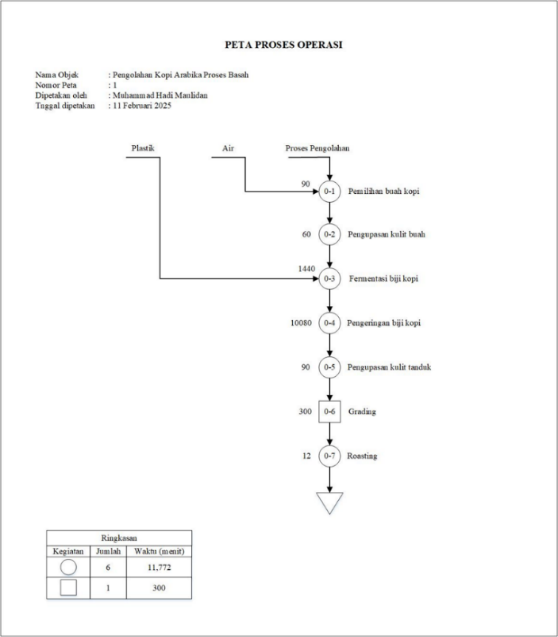 PETA PROSES OPERASI
Nama Objek : Pengolahan Kopi Arabika Proses Basah
Nomor Peta : 1
Dipetakan oleh : Muhammad Hadi Maulidan
Tnggal dipetakan : 11 Februari 2025
Plastik Air Proses Pengolahan
90 0-1 Pemilihan buah kopi
60 0-2 Pengupasan kulit buah
1440 0-3 Fermentasi biji kopi
10080 0-4 Pengeringan biji kopi
90 0-5 Pengupasan kulit tanduk
300 0-6 Grading
12 0-7 Roasting
Ringkasan
Kegiatan Jumlah Waktu (menit)
6 11,772
1 300